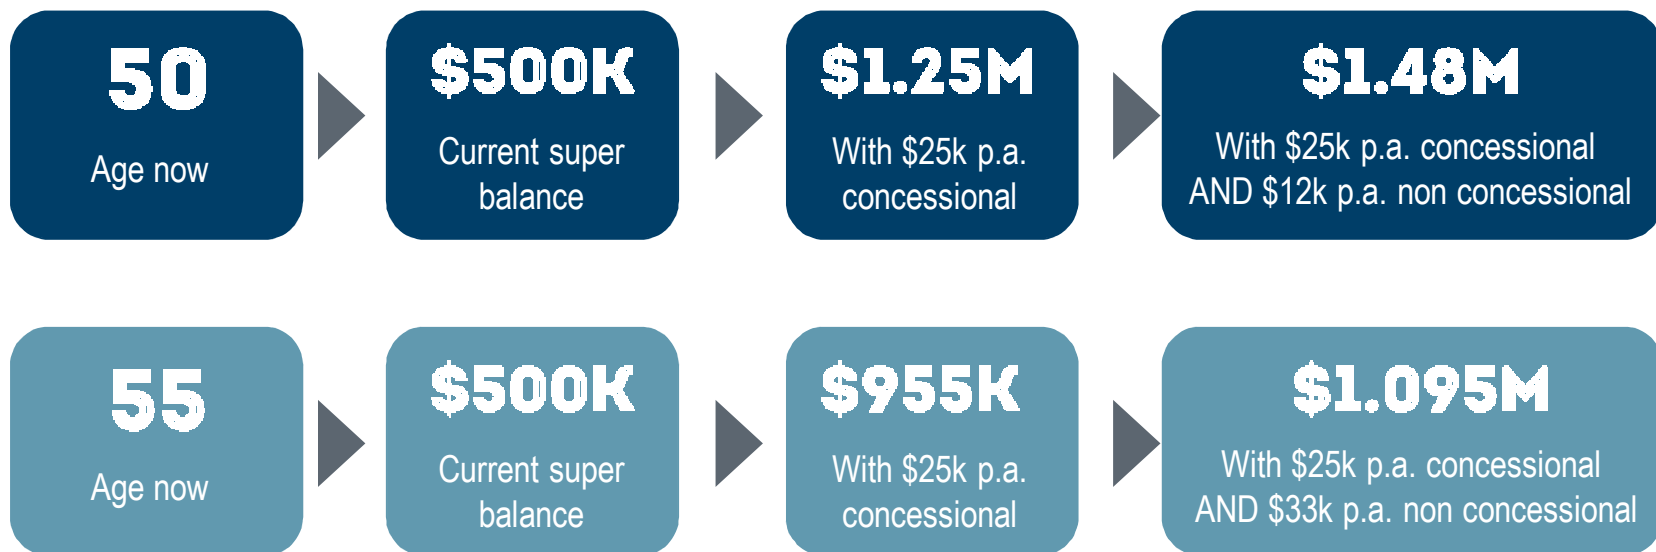 50
Age now
$500K
Current super
balance
$1.25M
With $25k p.a.
concessional
$1.48M
With $25k p.a. concessional
AND $12k p.a. non concessional
55
Age now
$500K
Current super
balance
$955K
With $25k p.a.
concessional
$1.095M
With $25k p.a. concessional
AND $33k p.a. non concessional